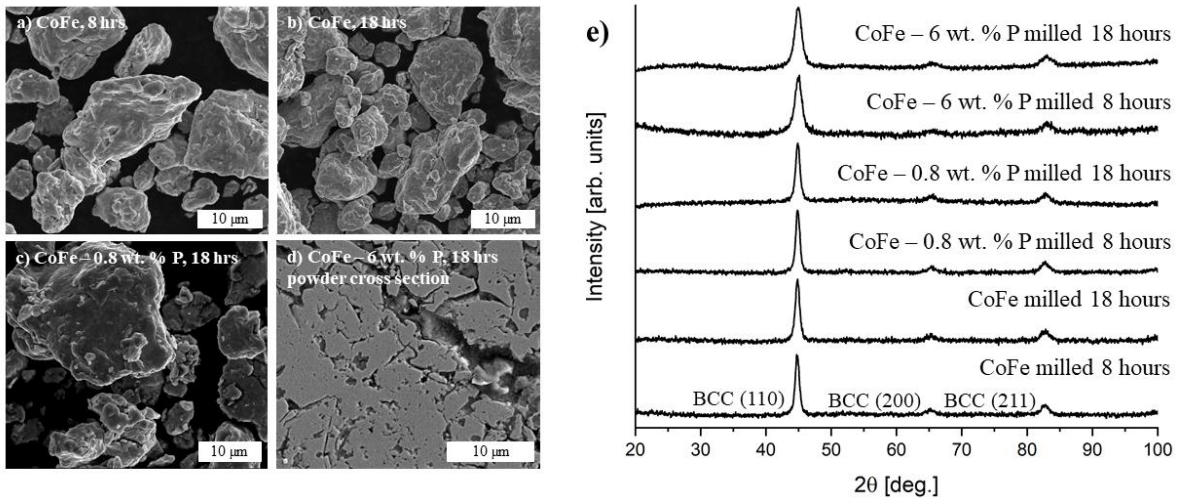 a) CoFe, 8 hrs
10 μm
b) CoFe, 18 hrs
10 μm
c) CoFe – 0.8 wt. % P, 18 hrs
10 μm
d) CoFe – 6 wt. % P, 18 hrs
powder cross section
10 μm
e)
CoFe – 6 wt. % P milled 18 hours
CoFe – 6 wt. % P milled 8 hours
CoFe – 0.8 wt. % P milled 18 hours
CoFe – 0.8 wt. % P milled 8 hours
CoFe milled 18 hours
CoFe milled 8 hours
BCC (110) BCC (200) BCC (211)
Intensity [arb. units]
20 30 40 50 60 70 80 90 100
2θ [deg.]